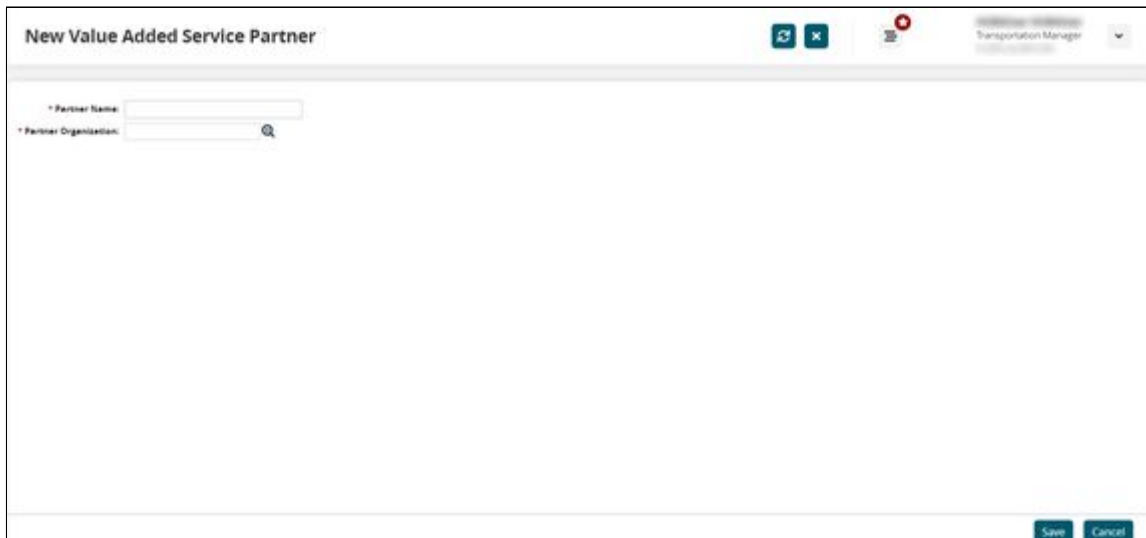 New Value Added Service Partner
Transportation Manager
* Partner Name:
* Partner Organization:
Save
Cancel